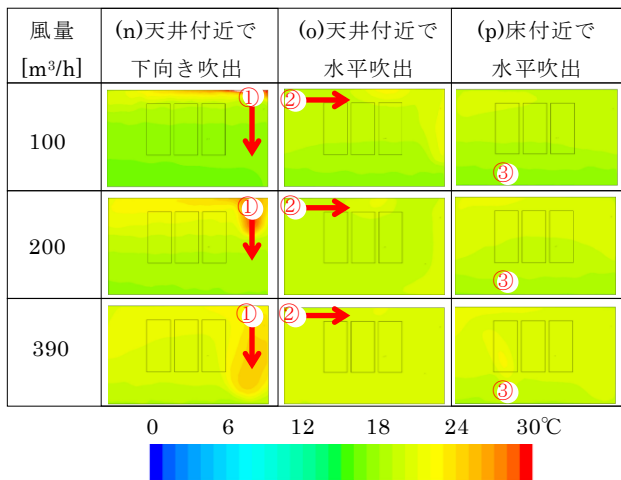 風量
[m³/h]
(n)天井付近で
下向き吹出
(o)天井付近で
水平吹出
(p)床付近で
水平吹出
100
①
②
③
200
①
②
③
390
①
②
③
0 6 12 18 24 30℃